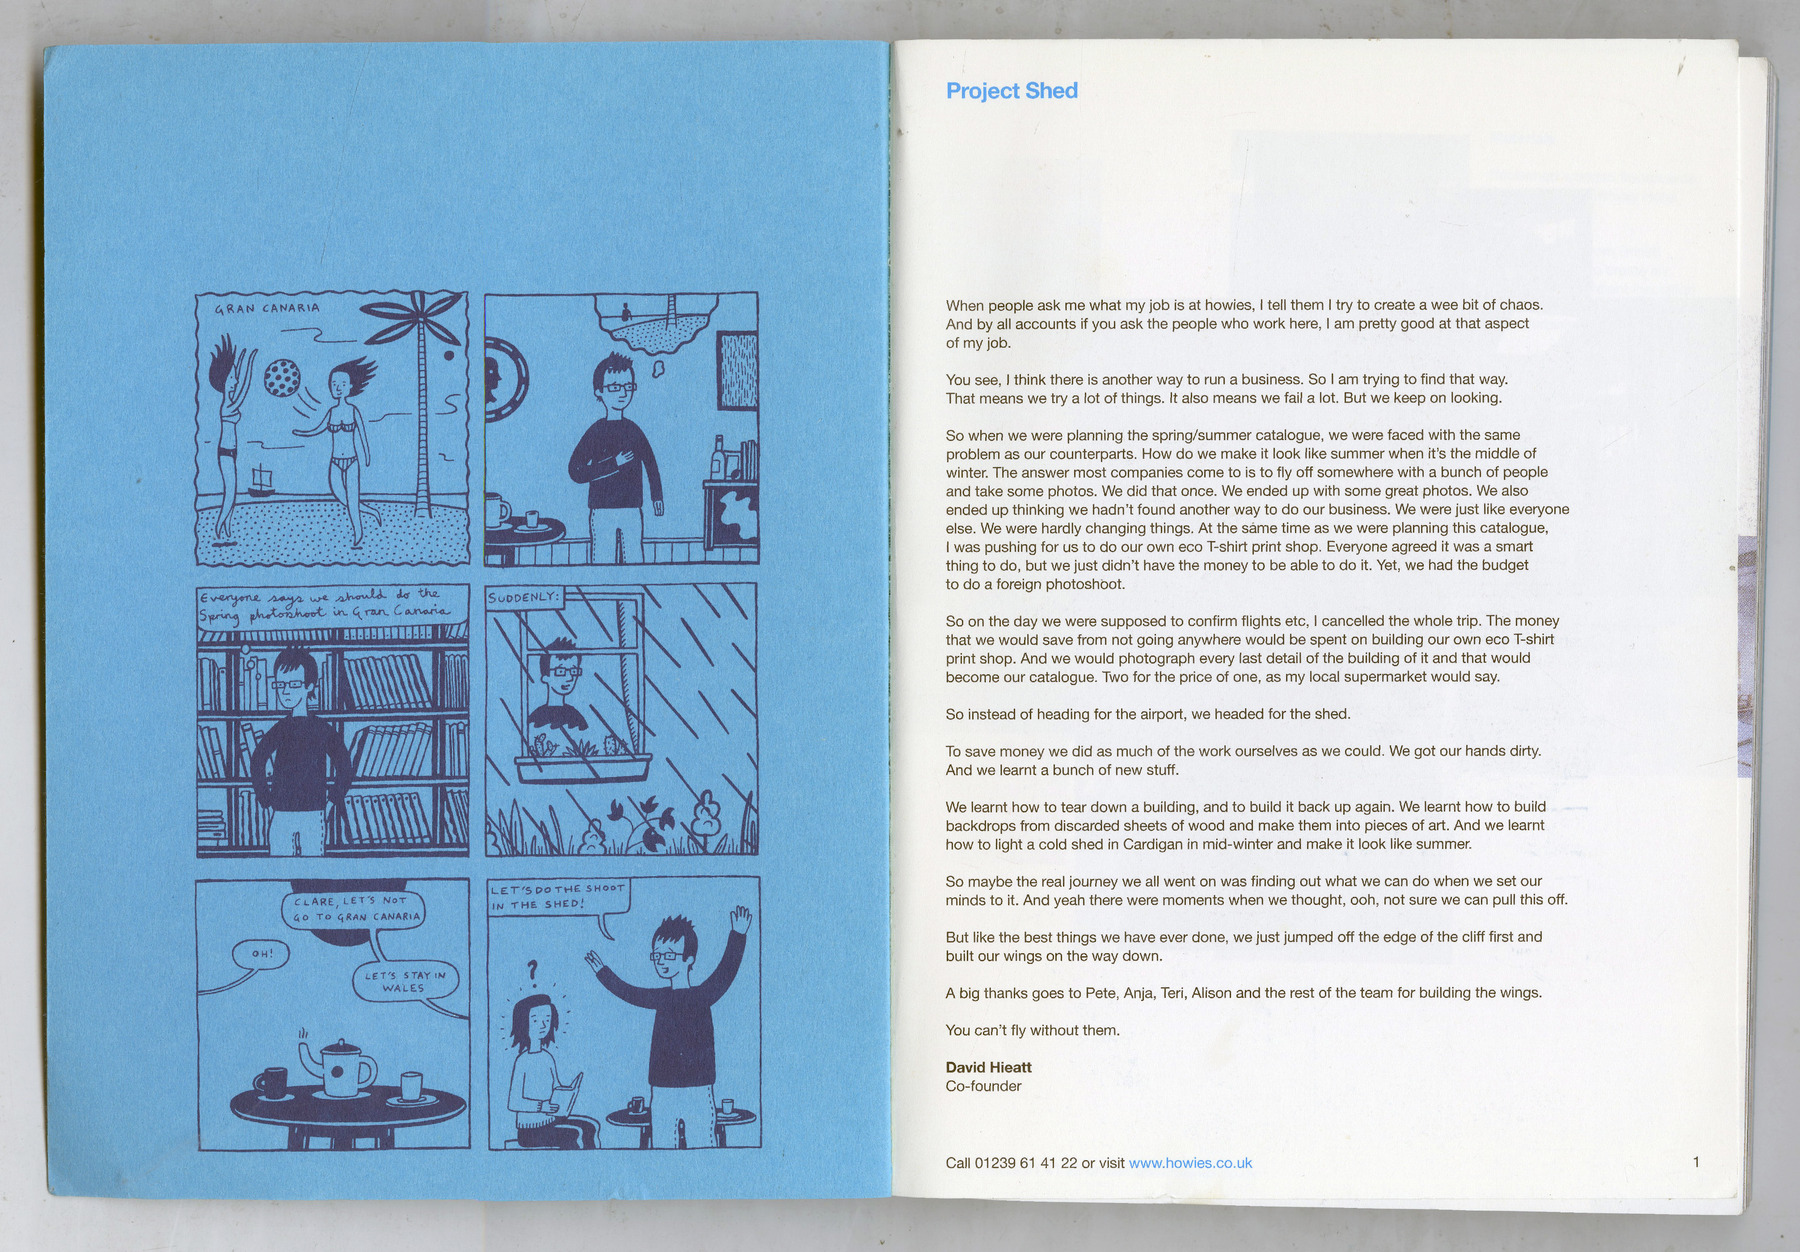 GRAN CANARIA
Everyone says we should do the
Spring photoshoot in Gran Canaria
SUDDENLY:
CLARE, LET'S NOT
GO TO GRAN CANARIA
OH!
LET'S STAY IN
WALES
LET'S DO THE SHOOT
IN THE SHED!
?
Project Shed
When people ask me what my job is at howies, I tell them I try to create a wee bit of chaos.
And by all accounts if you ask the people who work here, I am pretty good at that aspect
of my job.
You see, I think there is another way to run a business. So I am trying to find that way.
That means we try a lot of things. It also means we fail a lot. But we keep on looking.
So when we were planning the spring/summer catalogue, we were faced with the same
problem as our counterparts. How do we make it look like summer when it's the middle of
winter. The answer most companies come to is to fly off somewhere with a bunch of people
and take some photos. We did that once. We ended up with some great photos. We also
ended up thinking we hadn't found another way to do our business. We were just like everyone
else. We were hardly changing things. At the same time as we were planning this catalogue,
I was pushing for us to do our own eco T-shirt print shop. Everyone agreed it was a smart
thing to do, but we just didn't have the money to be able to do it. Yet, we had the budget
to do a foreign photoshoot.
So on the day we were supposed to confirm flights etc, I cancelled the whole trip. The money
that we would save from not going anywhere would be spent on building our own eco T-shirt
print shop. And we would photograph every last detail of the building of it and that would
become our catalogue. Two for the price of one, as my local supermarket would say.
So instead of heading for the airport, we headed for the shed.
To save money we did as much of the work ourselves as we could. We got our hands dirty.
And we learnt a bunch of new stuff.
We learnt how to tear down a building, and to build it back up again. We learnt how to build
backdrops from discarded sheets of wood and make them into pieces of art. And we learnt
how to light a cold shed in Cardigan in mid-winter and make it look like summer.
So maybe the real journey we all went on was finding out what we can do when we set our
minds to it. And yeah there were moments when we thought, ooh, not sure we can pull this off.
But like the best things we have ever done, we just jumped off the edge of the cliff first and
built our wings on the way down.
A big thanks goes to Pete, Anja, Teri, Alison and the rest of the team for building the wings.
You can't fly without them.
David Hieatt
Co-founder
Call 01239 61 41 22 or visit www.howies.co.uk
1